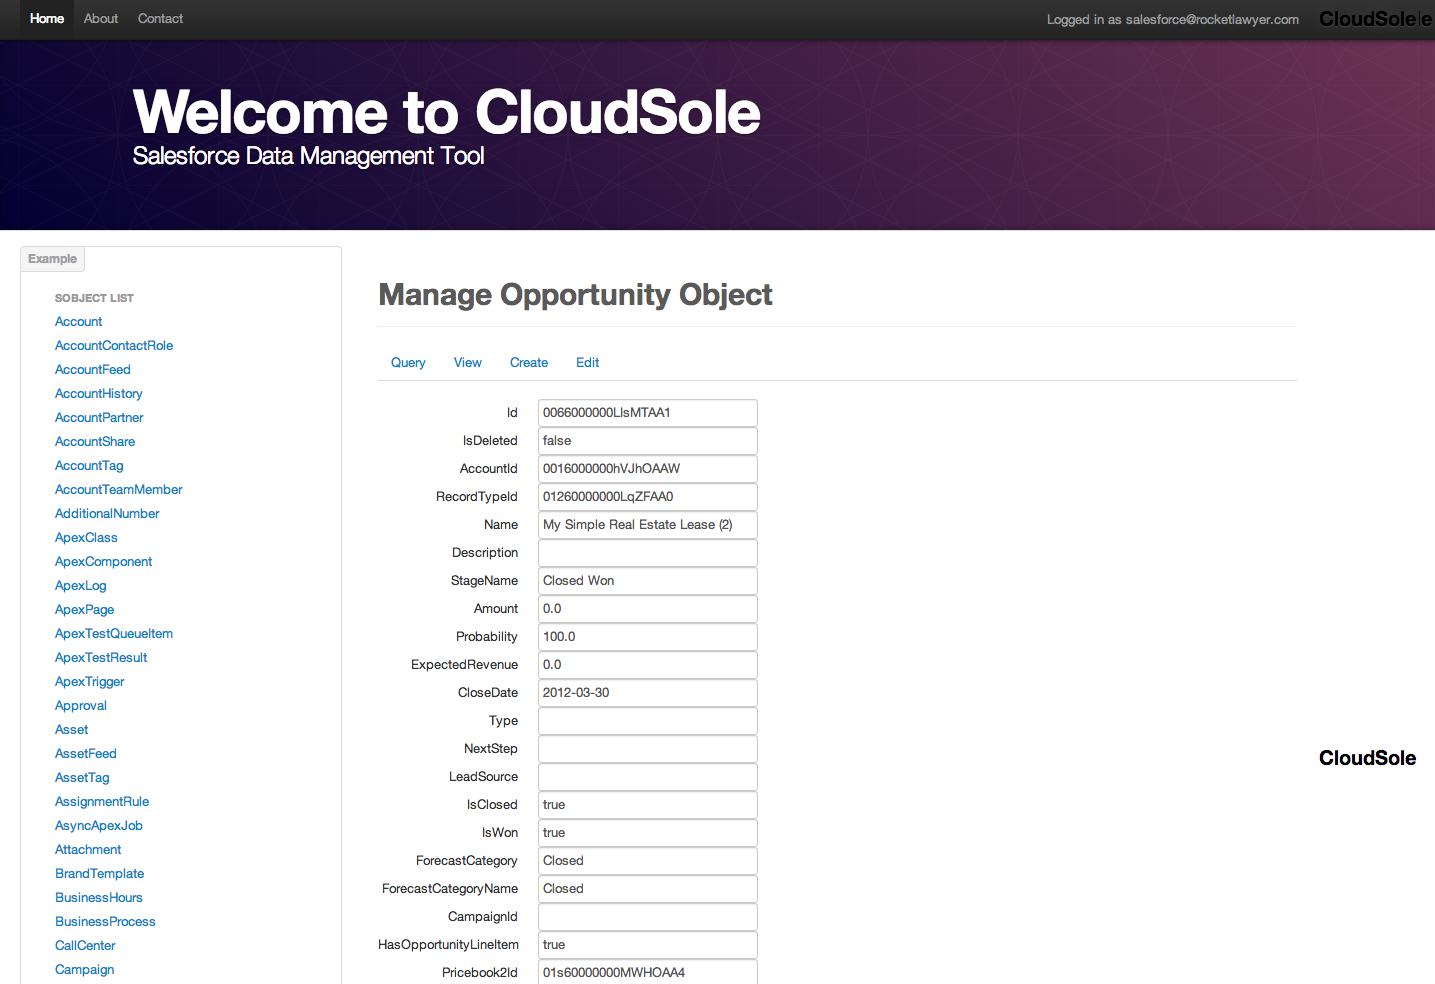 Home About Contact Logged in as salesforce@rocketlawyer.com CloudSole
Welcome to CloudSole
Salesforce Data Management Tool
Example
SOBJECT LIST
Account
AccountContactRole
AccountFeed
AccountHistory
AccountPartner
AccountShare
AccountTag
AccountTeamMember
AdditionalNumber
ApexClass
ApexComponent
ApexLog
ApexPage
ApexTestQueueItem
ApexTestResult
ApexTrigger
Approval
Asset
AssetFeed
AssetTag
AssignmentRule
AsyncApexJob
Attachment
BrandTemplate
BusinessHours
BusinessProcess
CallCenter
Campaign
Manage Opportunity Object
Query View Create Edit
Id 0066000000LIsMTAA1
IsDeleted false
AccountId 0016000000hVJhOAAW
RecordTypeId 01260000000LqZFAA0
Name My Simple Real Estate Lease (2)
Description
StageName Closed Won
Amount 0.0
Probability 100.0
ExpectedRevenue 0.0
CloseDate 2012-03-30
Type
NextStep
LeadSource
IsClosed true
IsWon true
ForecastCategory Closed
ForecastCategoryName Closed
CampaignId
HasOpportunityLineItem true
Pricebook2Id 01s60000000MWHOAA4
CloudSole